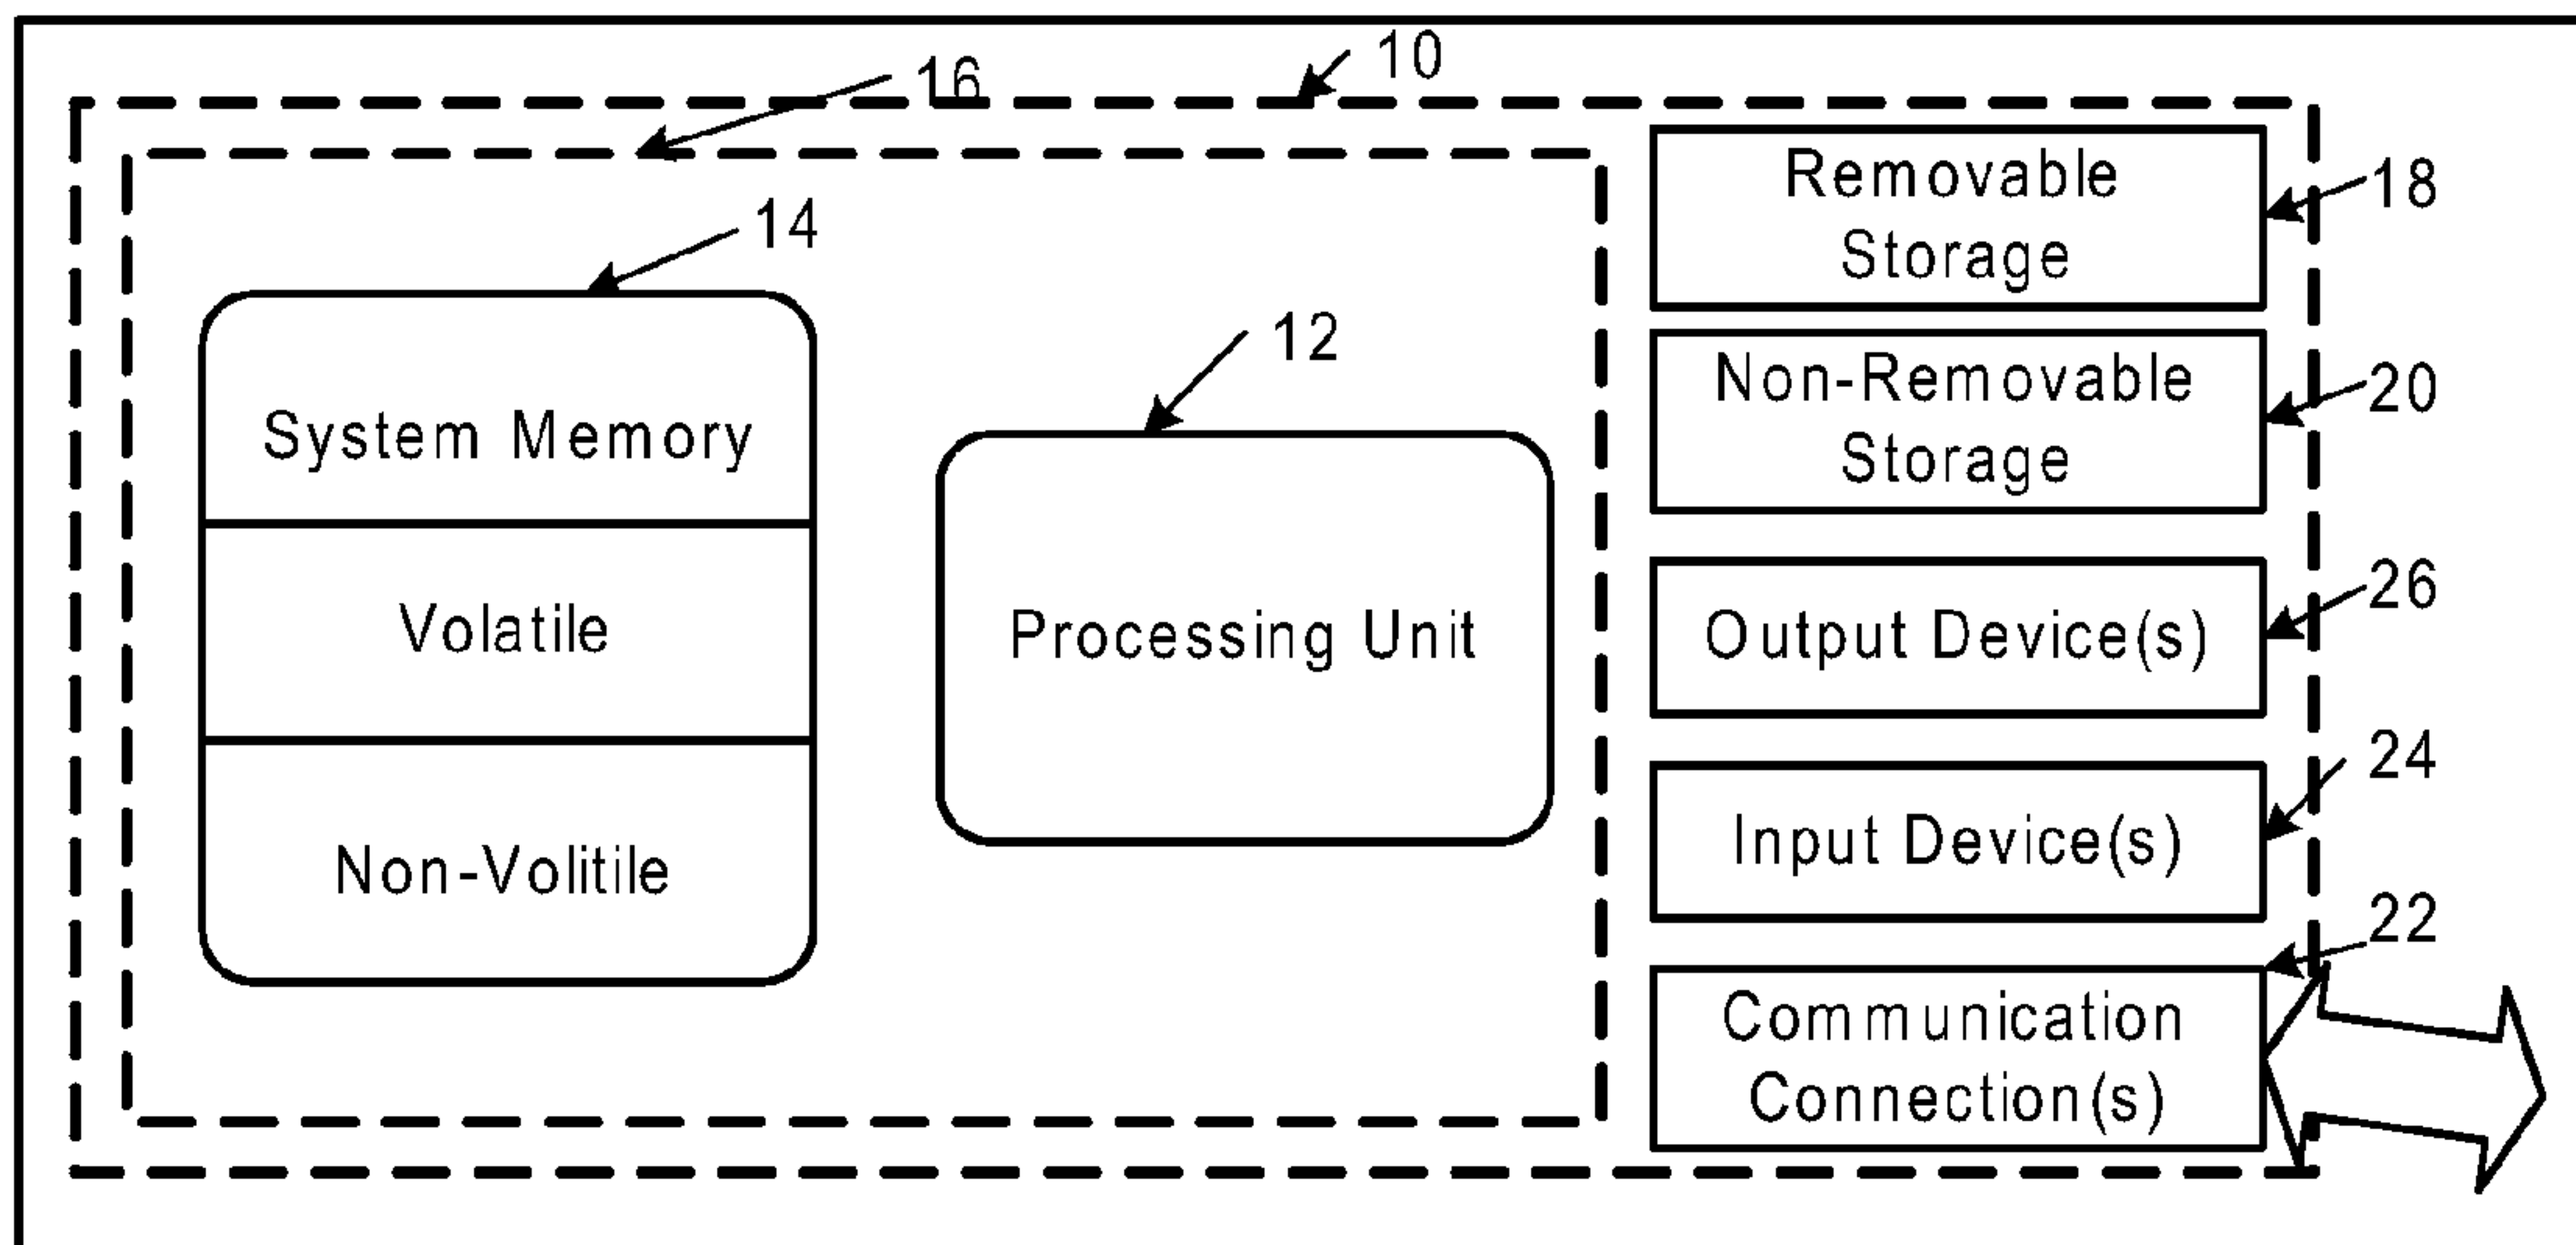 10
16
Removable
Storage
18
14
12
Non-Removable
Storage
20
System Memory
Volatile
Non-Volitile
Processing Unit
Output Device(s)
26
Input Device(s)
24
22
Communication
Connection(s)